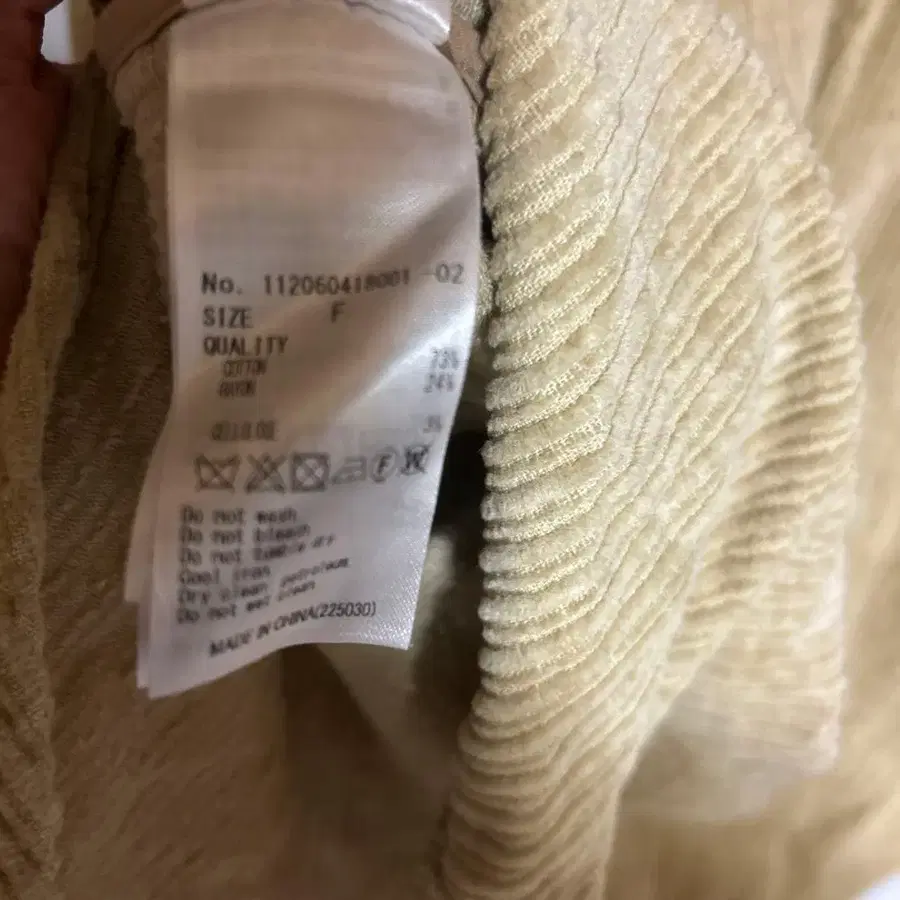 No. 112060418001 -02
SIZE F
QUALITY
COTTON 73%
RAYON 24%
3%
F
Do not wash
Do not bleach
Do not tumble dry
Cool iron
Dry clean, petroleum
Do not wet clean
MADE IN CHINA(225030)